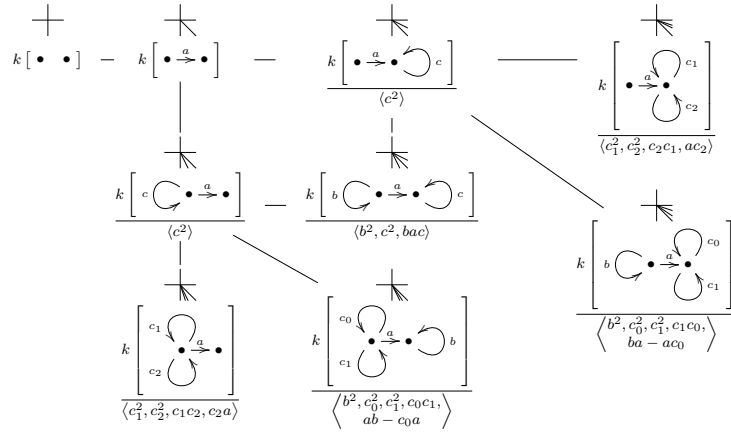 k [ • • ] — k [ • a • ] — k [ • a • c ] — k [ • a • c₁ c₂ ]
⟨c²⟩
⟨c₁², c₂², c₂c₁, ac₂⟩
k [ c • a • ] — k [ b • a • c ]
⟨c²⟩ ⟨b², c², bac⟩
k [ b • a • c₀ c₁ ]
⟨b², c₀², c₁², c₁c₀,
ba − ac₀⟩
k [ c₁ c₂ • a • ] k [ c₀ c₁ • a • b ]
⟨c₁², c₂², c₁c₂, c₂a⟩
⟨b², c₀², c₁², c₀c₁,
ab − c₀a⟩